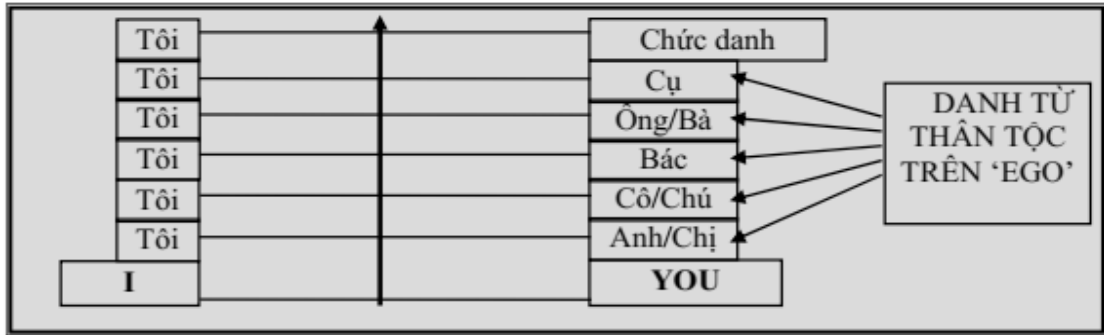 Tôi Chức danh
Tôi Cụ
Tôi Ông/Bà
Tôi Bác
Tôi Cô/Chú
Tôi Anh/Chị
I YOU
DANH TỪ
THÂN TỘC
TRÊN ‘EGO’